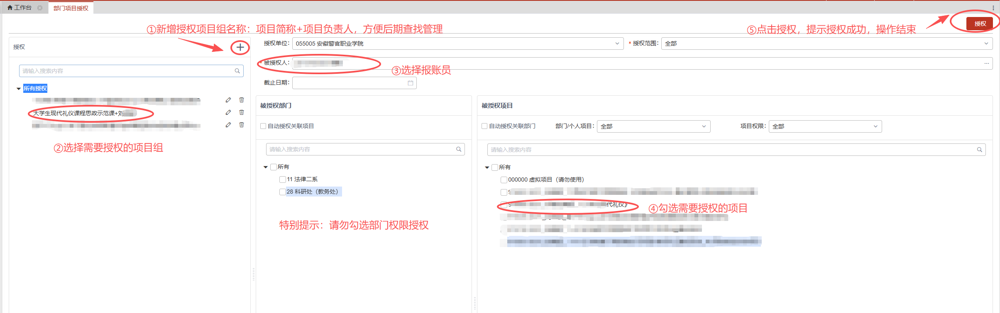 工作台
部门项目授权
授权
①新增授权项目组名称：项目简称+项目负责人，方便后期查找管理
⑤点击授权，提示授权成功，操作结束
授权
授权单位：
055005 安徽警官职业学院
* 授权范围：
全部
请输入搜索内容
* 被授权人：
③选择报账员
截止日期：
所有授权
大学生现代礼仪课程思政示范课+刘
②选择需要授权的项目组
被授权部门
自动授权关联项目
请输入搜索内容
所有
11 法律二系
28 科研处（教务处）
特别提示：请勿勾选部门权限授权
被授权项目
自动授权关联部门
部门/个人项目：
全部
项目权限：
全部
请输入搜索内容
所有
000000 虚拟项目（请勿使用）
代礼仪》
④勾选需要授权的项目